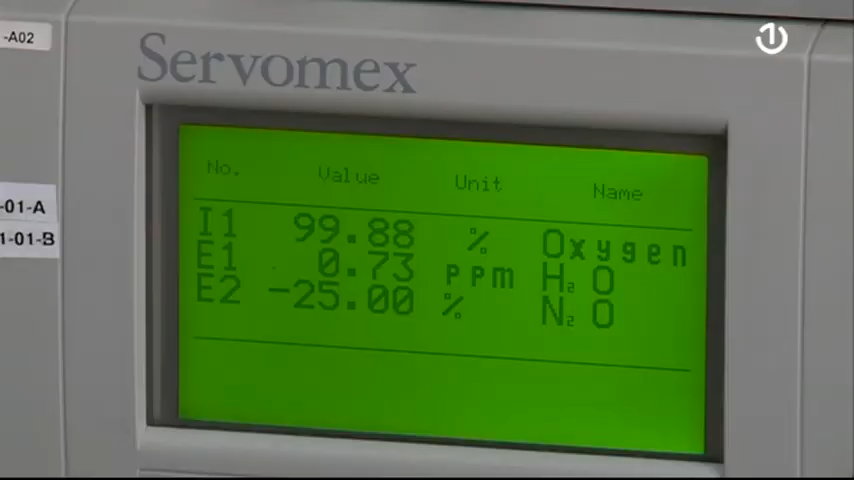 -A02
Servomex
No. Value Unit Name
I1 99.88 % Oxygen
E1 0.73 ppm H₂O
E2 -25.00 % N₂O
-01-A
1-01-B
1